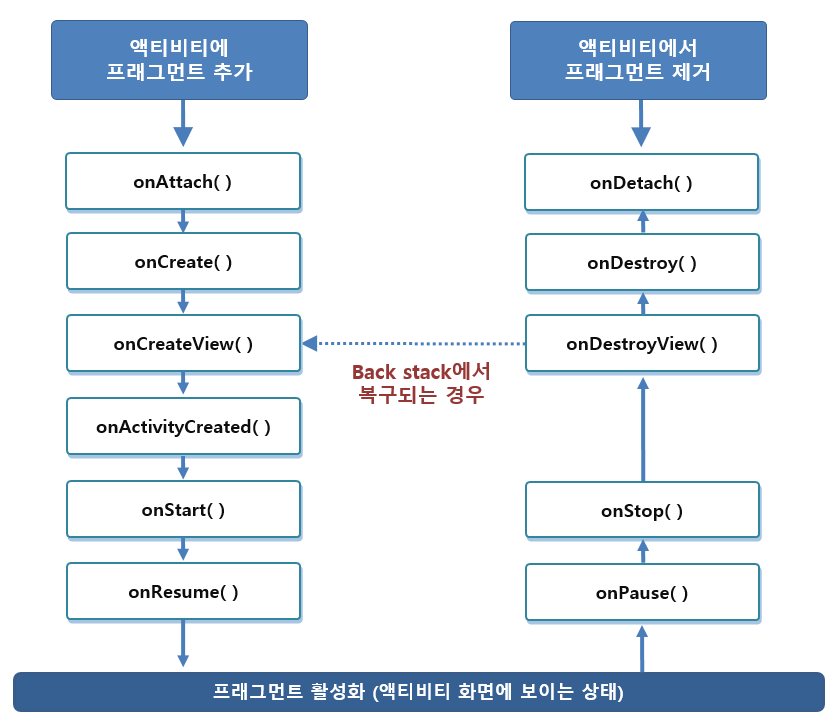 액티비티에
프래그먼트 추가
onAttach( )
onCreate( )
onCreateView( )
onActivityCreated( )
onStart( )
onResume( )
액티비티에서
프래그먼트 제거
onDetach( )
onDestroy( )
onDestroyView( )
Back stack에서
복구되는 경우
onStop( )
onPause( )
프래그먼트 활성화 (액티비티 화면에 보이는 상태)